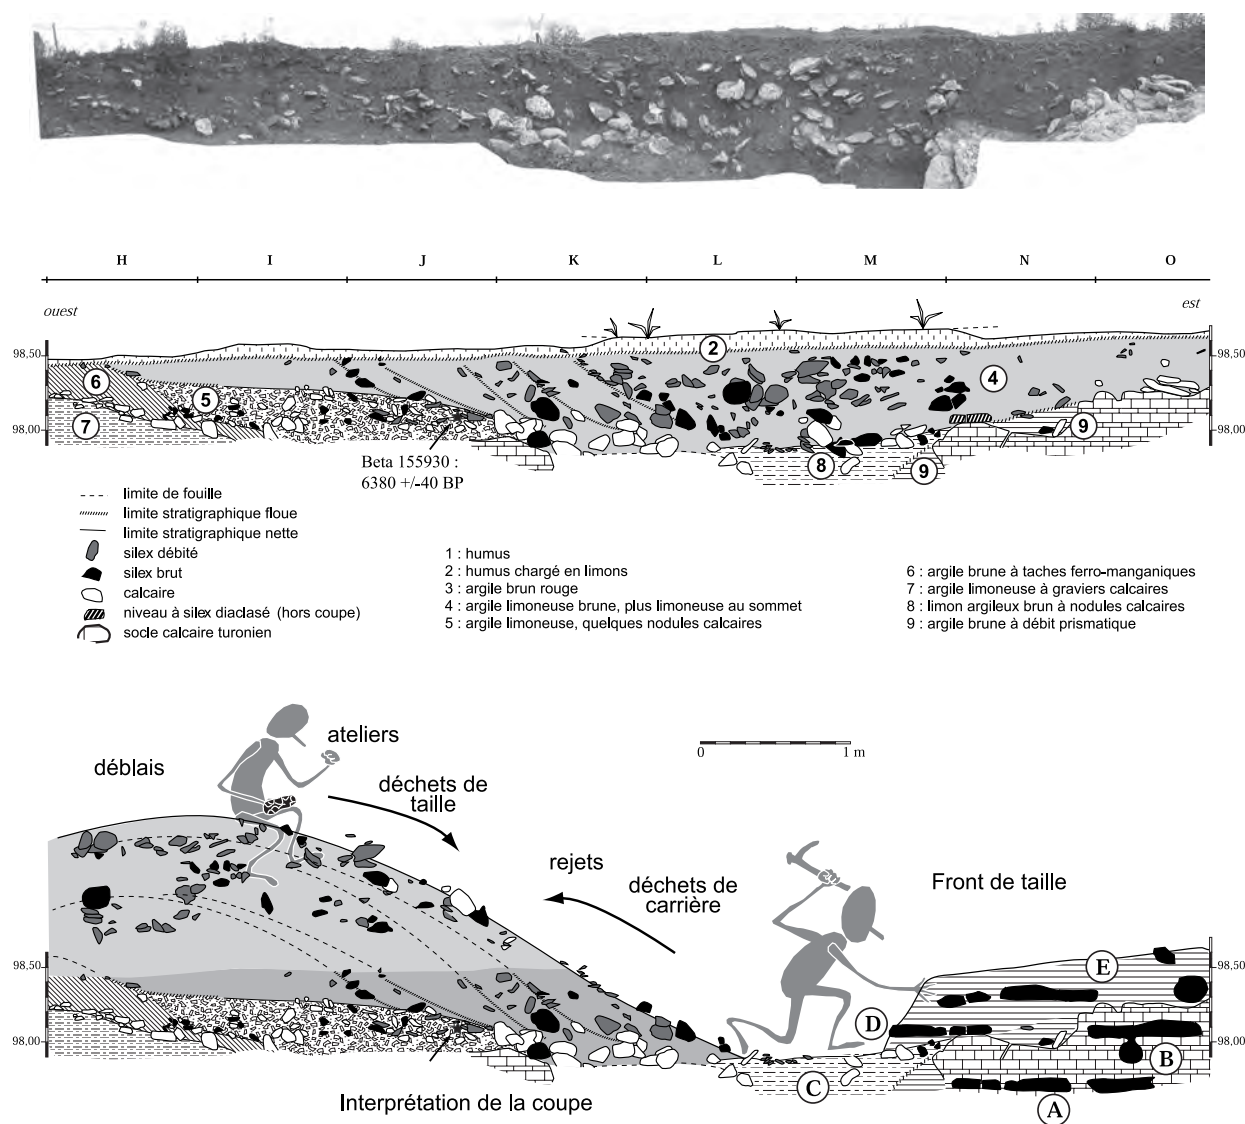 H I J K L M N O
ouest
est
98,50
98,50
2
6
5
4
7
98,00
98,00
9
8
9
Beta 155930 :
6380 +/-40 BP
limite de fouille
limite stratigraphique floue
limite stratigraphique nette
silex débité
silex brut
calcaire
niveau à silex diaclasé (hors coupe)
socle calcaire turonien
1 : humus
2 : humus chargé en limons
3 : argile brun rouge
4 : argile limoneuse brune, plus limoneuse au sommet
5 : argile limoneuse, quelques nodules calcaires
6 : argile brune à taches ferro-manganiques
7 : argile limoneuse à graviers calcaires
8 : limon argileux brun à nodules calcaires
9 : argile brune à débit prismatique
ateliers
déblais
déchets de
taille
0 1 m
rejets
déchets de
carrière
Front de taille
98,50
98,50
E
D
98,00
98,00
B
C
A
Interprétation de la coupe